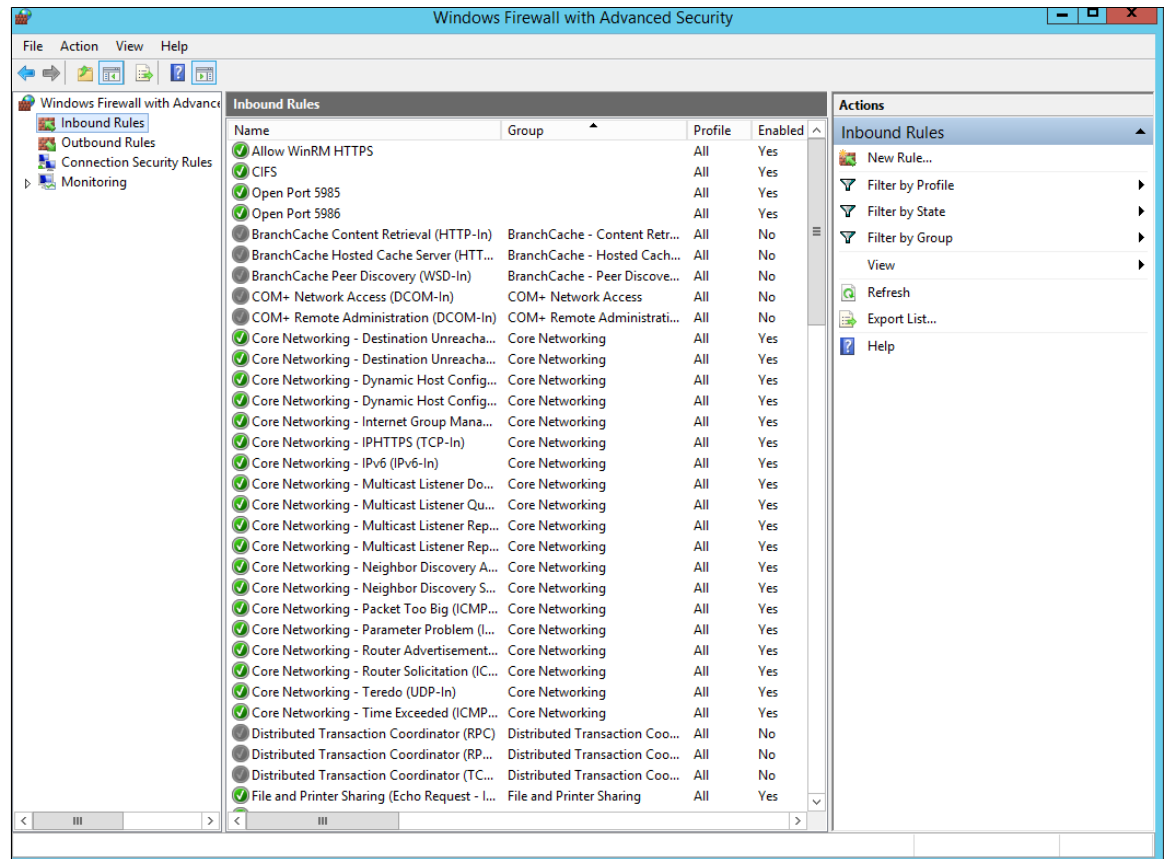 Windows Firewall with Advanced Security
File Action View Help
Windows Firewall with Advance
Inbound Rules
Outbound Rules
Connection Security Rules
Monitoring
Inbound Rules
Name Group Profile Enabled
Allow WinRM HTTPS All Yes
CIFS All Yes
Open Port 5985 All Yes
Open Port 5986 All Yes
BranchCache Content Retrieval (HTTP-In) BranchCache - Content Retr... All No
BranchCache Hosted Cache Server (HTT... BranchCache - Hosted Cach... All No
BranchCache Peer Discovery (WSD-In) BranchCache - Peer Discove... All No
COM+ Network Access (DCOM-In) COM+ Network Access All No
COM+ Remote Administration (DCOM-In) COM+ Remote Administrati... All No
Core Networking - Destination Unreacha... Core Networking All Yes
Core Networking - Destination Unreacha... Core Networking All Yes
Core Networking - Dynamic Host Config... Core Networking All Yes
Core Networking - Dynamic Host Config... Core Networking All Yes
Core Networking - Internet Group Mana... Core Networking All Yes
Core Networking - IPHTTPS (TCP-In) Core Networking All Yes
Core Networking - IPv6 (IPv6-In) Core Networking All Yes
Core Networking - Multicast Listener Do... Core Networking All Yes
Core Networking - Multicast Listener Qu... Core Networking All Yes
Core Networking - Multicast Listener Rep... Core Networking All Yes
Core Networking - Multicast Listener Rep... Core Networking All Yes
Core Networking - Neighbor Discovery A... Core Networking All Yes
Core Networking - Neighbor Discovery S... Core Networking All Yes
Core Networking - Packet Too Big (ICMP... Core Networking All Yes
Core Networking - Parameter Problem (I... Core Networking All Yes
Core Networking - Router Advertisement... Core Networking All Yes
Core Networking - Router Solicitation (IC... Core Networking All Yes
Core Networking - Teredo (UDP-In) Core Networking All Yes
Core Networking - Time Exceeded (ICMP... Core Networking All Yes
Distributed Transaction Coordinator (RPC) Distributed Transaction Coo... All No
Distributed Transaction Coordinator (RP... Distributed Transaction Coo... All No
Distributed Transaction Coordinator (TC... Distributed Transaction Coo... All No
File and Printer Sharing (Echo Request - I... File and Printer Sharing All Yes
Actions
Inbound Rules
New Rule...
Filter by Profile
Filter by State
Filter by Group
View
Refresh
Export List...
Help